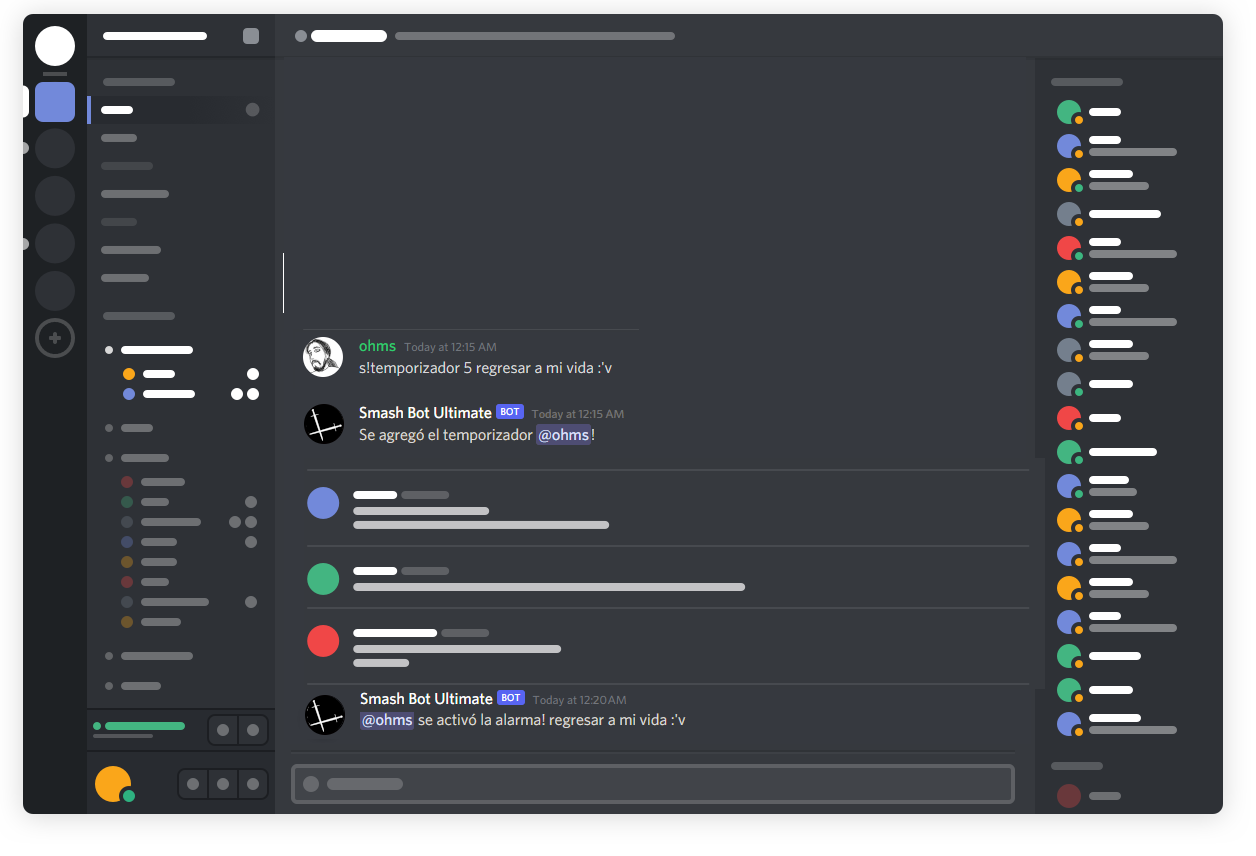 ohms Today at 12:15 AM
s!temporizador 5 regresar a mi vida :'v
Smash Bot Ultimate BOT Today at 12:15 AM
Se agregó el temporizador @ohms!
Smash Bot Ultimate BOT Today at 12:20 AM
@ohms se activó la alarma! regresar a mi vida :'v